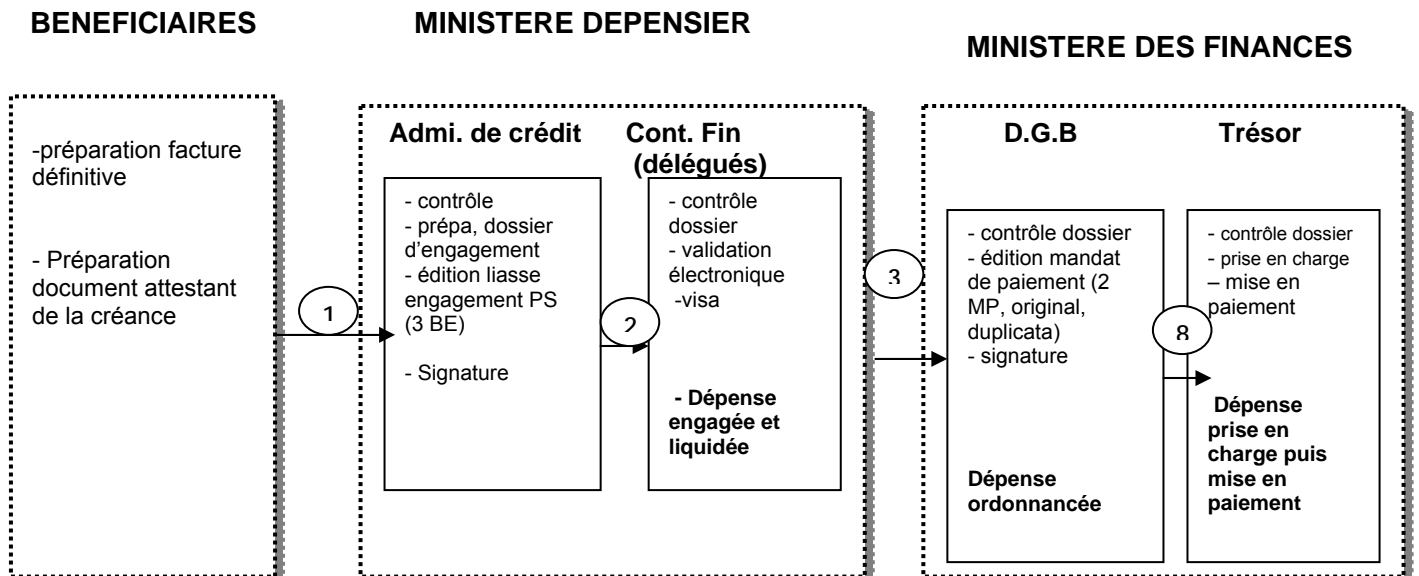 BENEFICIAIRES
MINISTERE DEPENSIER
MINISTERE DES FINANCES
-préparation facture
définitive
- Préparation
document attestant
de la créance
1
Admi. de crédit
- contrôle
- prépa, dossier
d'engagement
- édition liasse
engagement PS
(3 BE)
- Signature
2
Cont. Fin
(délégués)
- contrôle
dossier
- validation
électronique
-visa
- Dépense
engagée et
liquidée
3
D.G.B
- contrôle dossier
- édition mandat
de paiement (2
MP, original,
duplicata)
- signature
Dépense
ordonnancée
8
Trésor
- contrôle dossier
- prise en charge
– mise en
paiement
Dépense
prise en
charge puis
mise en
paiement